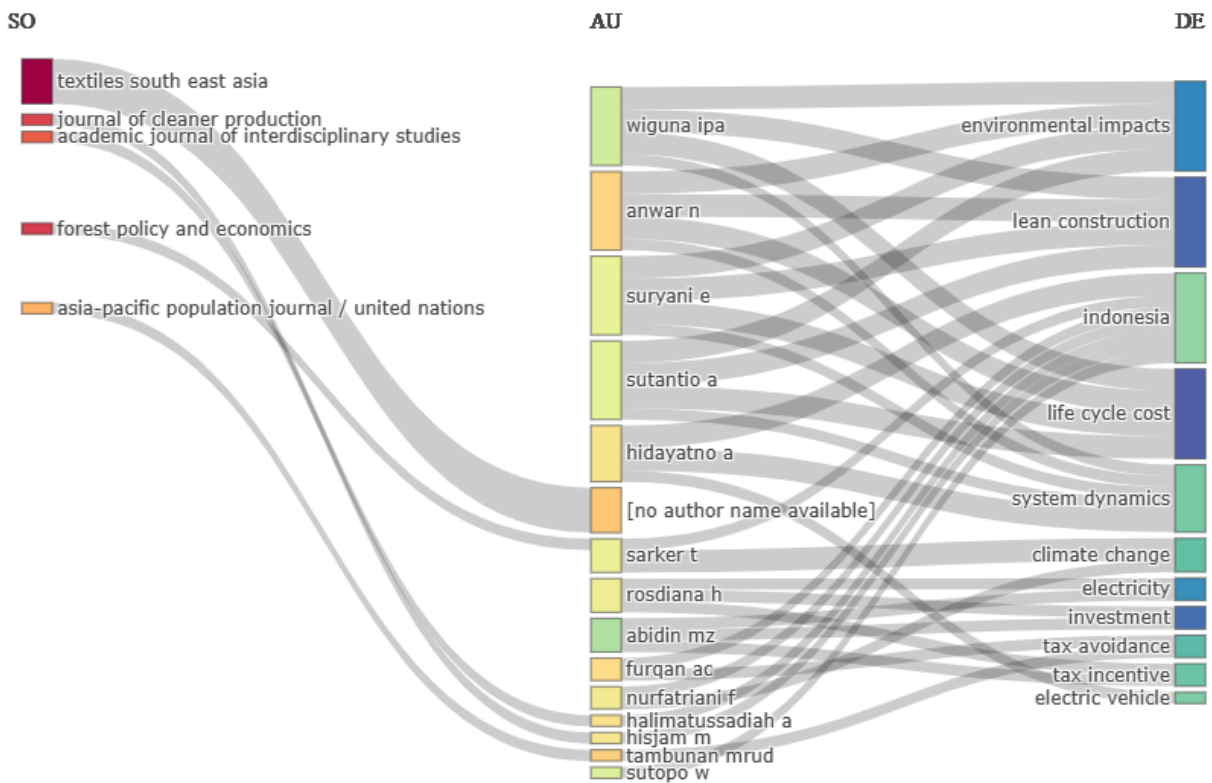 SO
AU
DE
textiles south east asia
journal of cleaner production
academic journal of interdisciplinary studies
forest policy and economics
asia-pacific population journal / united nations
wiguna ipa
anwar n
suryani e
sutantio a
hidayatno a
[no author name available]
sarker t
rosdiana h
abidin mz
furqan ac
nurfatriani f
halimatussadiah a
hisjam m
tambunan mrud
sutopo w
environmental impacts
lean construction
indonesia
life cycle cost
system dynamics
climate change
electricity
investment
tax avoidance
tax incentive
electric vehicle